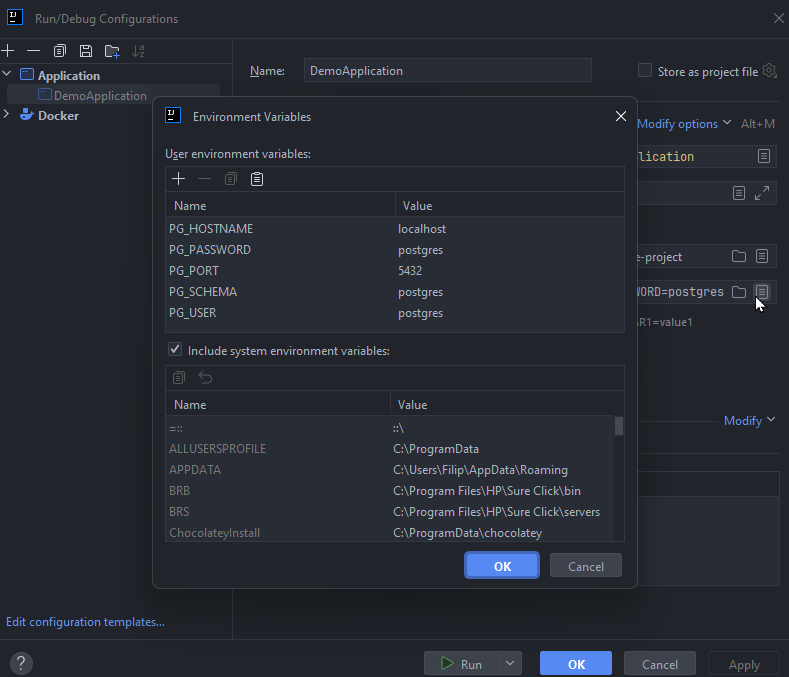 Run/Debug Configurations
Application
DemoApplication
Docker
Name: DemoApplication
Store as project file
Modify options Alt+M
lication
e-project
WORD=postgres
AR1=value1
Modify
Environment Variables
User environment variables:
Name Value
PG_HOSTNAME localhost
PG_PASSWORD postgres
PG_PORT 5432
PG_SCHEMA postgres
PG_USER postgres
Include system environment variables:
Name Value
=:: ::\
ALLUSERSPROFILE C:\ProgramData
APPDATA C:\Users\Filip\AppData\Roaming
BRB C:\Program Files\HP\Sure Click\bin
BRS C:\Program Files\HP\Sure Click\servers
ChocolateyInstall C:\ProgramData\chocolatey
OK Cancel
Edit configuration templates...
? Run OK Cancel Apply